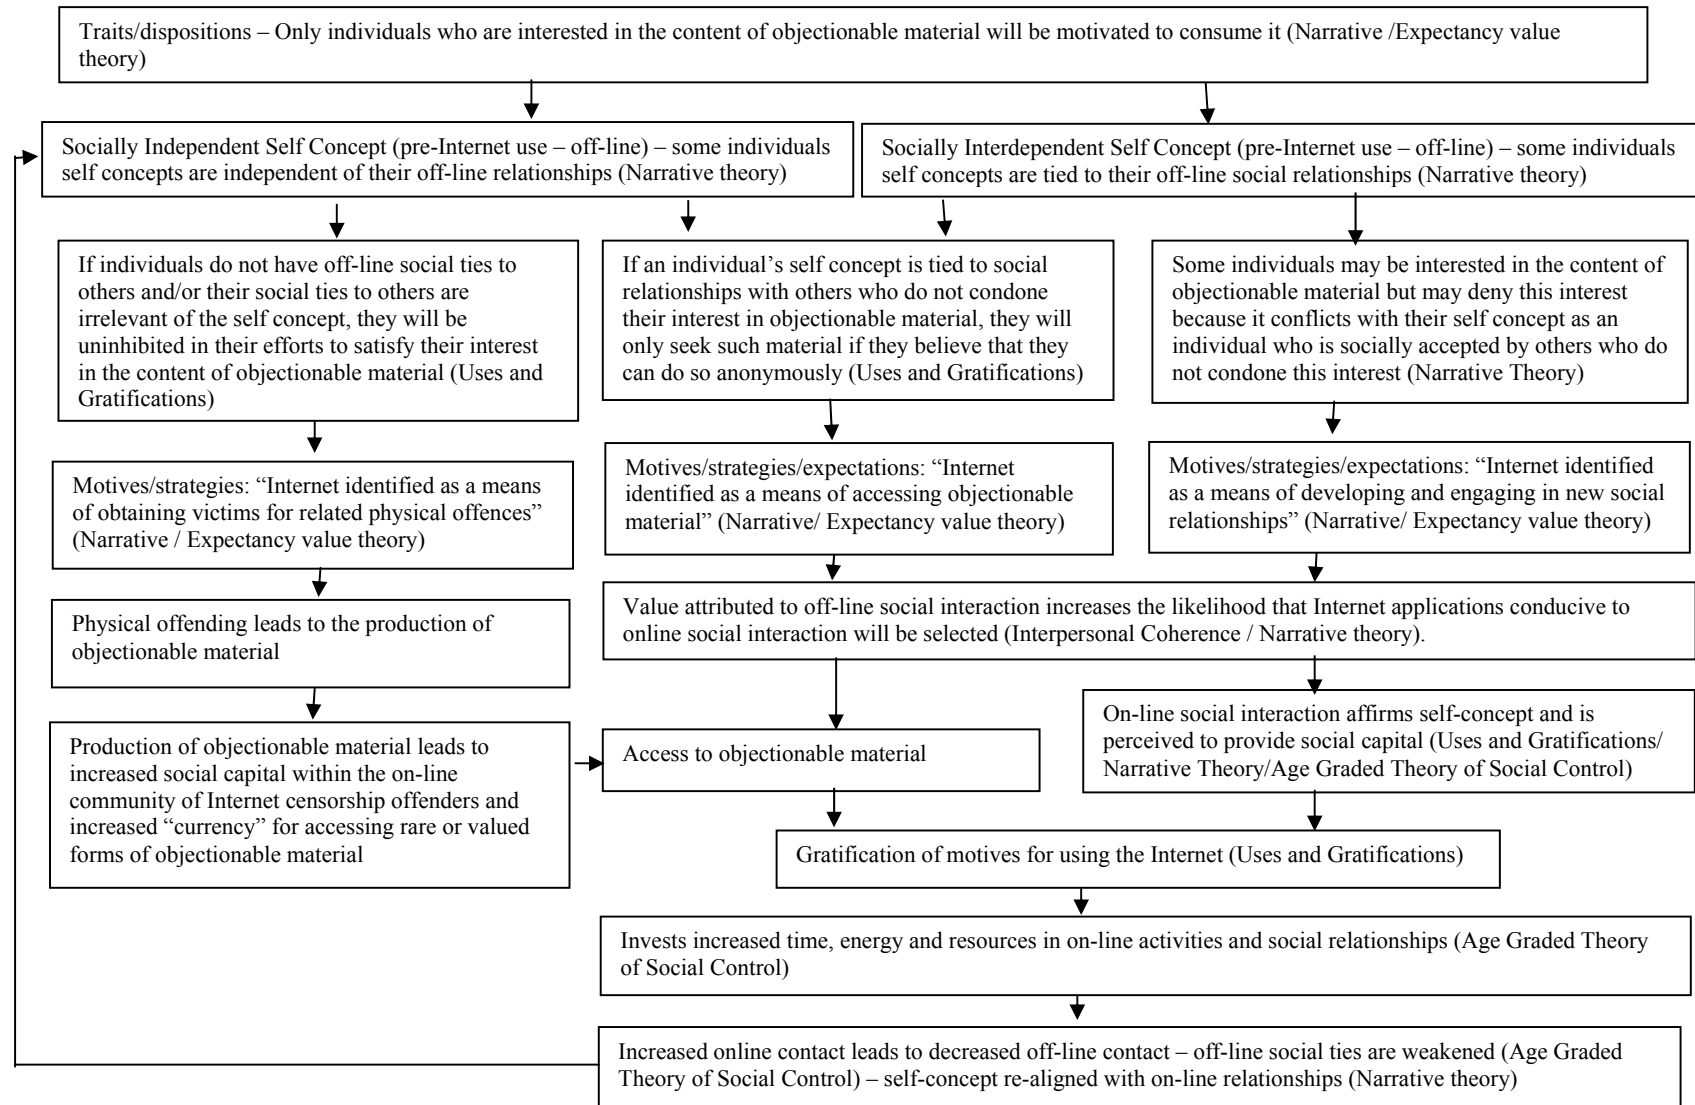 Traits/dispositions – Only individuals who are interested in the content of objectionable material will be motivated to consume it (Narrative /Expectancy value
theory)
Socially Independent Self Concept (pre-Internet use – off-line) – some individuals
self concepts are independent of their off-line relationships (Narrative theory)
Socially Interdependent Self Concept (pre-Internet use – off-line) – some individuals
self concepts are tied to their off-line social relationships (Narrative theory)
If individuals do not have off-line social ties to
others and/or their social ties to others are
irrelevant of the self concept, they will be
uninhibited in their efforts to satisfy their interest
in the content of objectionable material (Uses and
Gratifications)
If an individual’s self concept is tied to social
relationships with others who do not condone
their interest in objectionable material, they will
only seek such material if they believe that they
can do so anonymously (Uses and Gratifications)
Some individuals may be interested in the content of
objectionable material but may deny this interest
because it conflicts with their self concept as an
individual who is socially accepted by others who do
not condone this interest (Narrative Theory)
Motives/strategies: “Internet identified as a means
of obtaining victims for related physical offences”
(Narrative / Expectancy value theory)
Motives/strategies/expectations: “Internet
identified as a means of accessing objectionable
material” (Narrative/ Expectancy value theory)
Motives/strategies/expectations: “Internet identified
as a means of developing and engaging in new social
relationships” (Narrative/ Expectancy value theory)
Physical offending leads to the production of
objectionable material
Value attributed to off-line social interaction increases the likelihood that Internet applications conducive to
online social interaction will be selected (Interpersonal Coherence / Narrative theory).
Production of objectionable material leads to
increased social capital within the on-line
community of Internet censorship offenders and
increased “currency” for accessing rare or valued
forms of objectionable material
Access to objectionable material
On-line social interaction affirms self-concept and is
perceived to provide social capital (Uses and Gratifications/
Narrative Theory/Age Graded Theory of Social Control)
Gratification of motives for using the Internet (Uses and Gratifications)
Invests increased time, energy and resources in on-line activities and social relationships (Age Graded Theory
of Social Control)
Increased online contact leads to decreased off-line contact – off-line social ties are weakened (Age Graded
Theory of Social Control) – self-concept re-aligned with on-line relationships (Narrative theory)